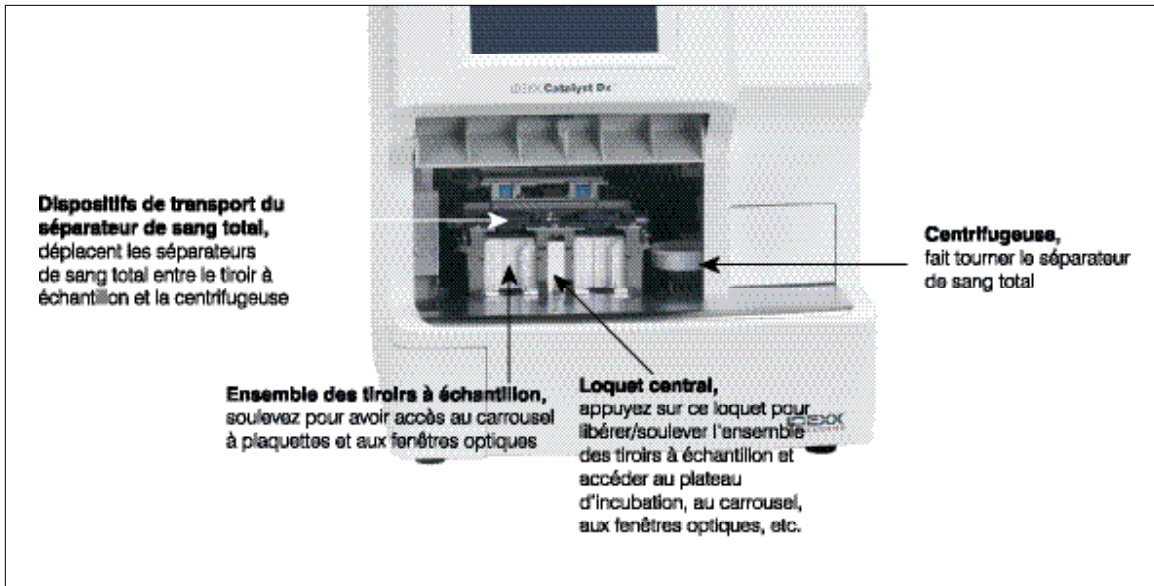 IDEXX Catalyst Dx
Dispositifs de transport du
séparateur de sang total,
déplacent les séparateurs
de sang total entre le tiroir à
échantillon et la centrifugeuse
Centrifugeuse,
fait tourner le séparateur
de sang total
Ensemble des tiroirs à échantillon,
soulevez pour avoir accès au carrousel
à plaquettes et aux fenêtres optiques
Loquet central,
appuyez sur ce loquet pour
libérer/soulever l'ensemble
des tiroirs à échantillon et
accéder au plateau
d'incubation, au carrousel,
aux fenêtres optiques, etc.
IDEXX